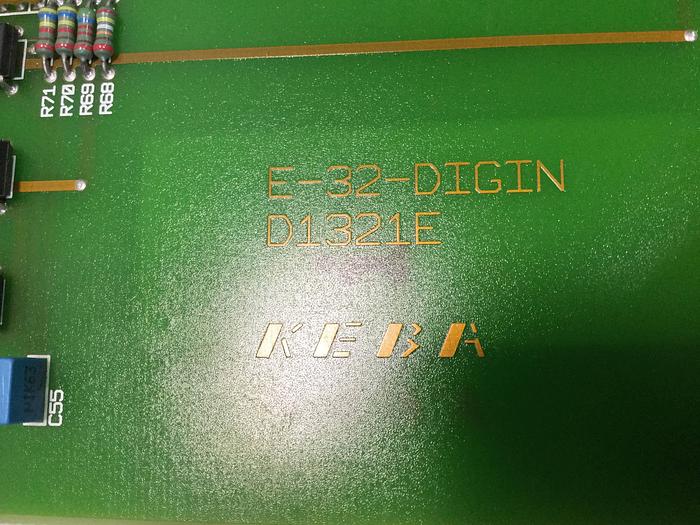 R71
R70
R69
R68
E-32-DIGIN
D1321E
KEBA
C55